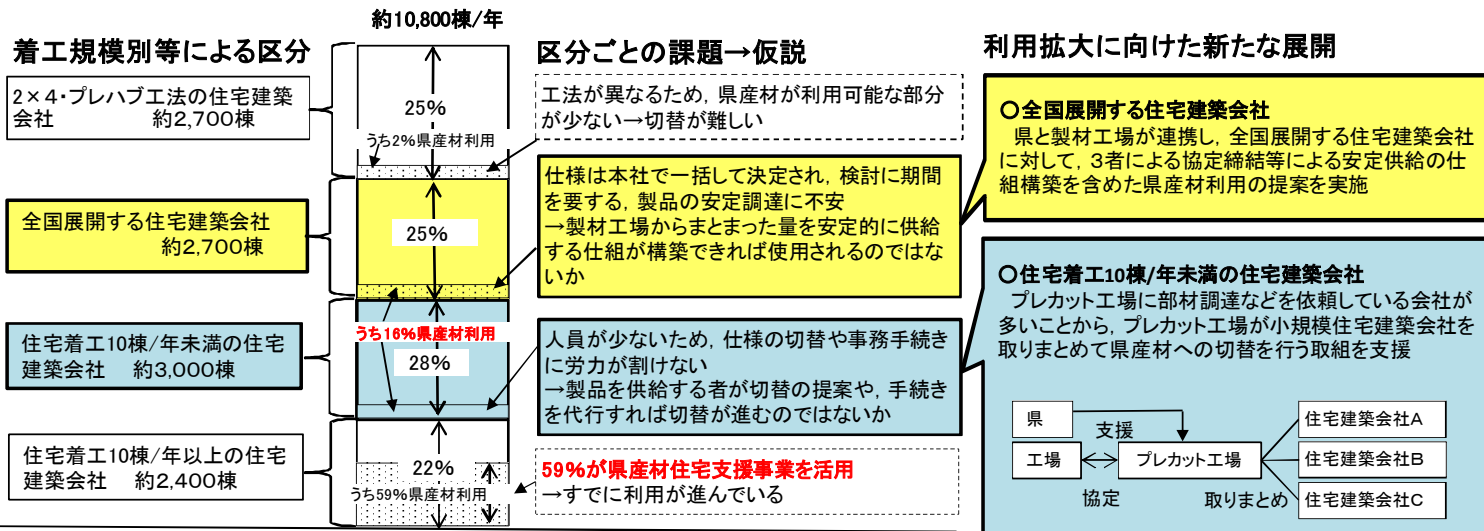 約10,800棟/年
着工規模別等による区分
2×4・プレハブ工法の住宅建築
会社 約2,700棟
全国展開する住宅建築会社
約2,700棟
住宅着工10棟/年未満の住宅
建築会社 約3,000棟
住宅着工10棟/年以上の住宅
建築会社 約2,400棟
25%
うち2%県産材利用
25%
うち16%県産材利用
28%
22%
うち59%県産材利用
区分ごとの課題→仮説
工法が異なるため,県産材が利用可能な部分
が少ない→切替が難しい
仕様は本社で一括して決定され,検討に期間
を要する,製品の安定調達に不安
→製材工場からまとまった量を安定的に供給
する仕組が構築できれば使用されるのではな
いか
人員が少ないため,仕様の切替や事務手続き
に労力が割けない
→製品を供給する者が切替の提案や,手続き
を代行すれば切替が進むのではないか
59%が県産材住宅支援事業を活用
→すでに利用が進んでいる
利用拡大に向けた新たな展開
○全国展開する住宅建築会社
県と製材工場が連携し,全国展開する住宅建築会社
に対して,3者による協定締結等による安定供給の仕
組構築を含めた県産材利用の提案を実施
○住宅着工10棟/年未満の住宅建築会社
プレカット工場に部材調達などを依頼している会社が
多いことから,プレカット工場が小規模住宅建築会社を
取りまとめて県産材への切替を行う取組を支援
県
支援
工場
プレカット工場
協定
取りまとめ
住宅建築会社A
住宅建築会社B
住宅建築会社C